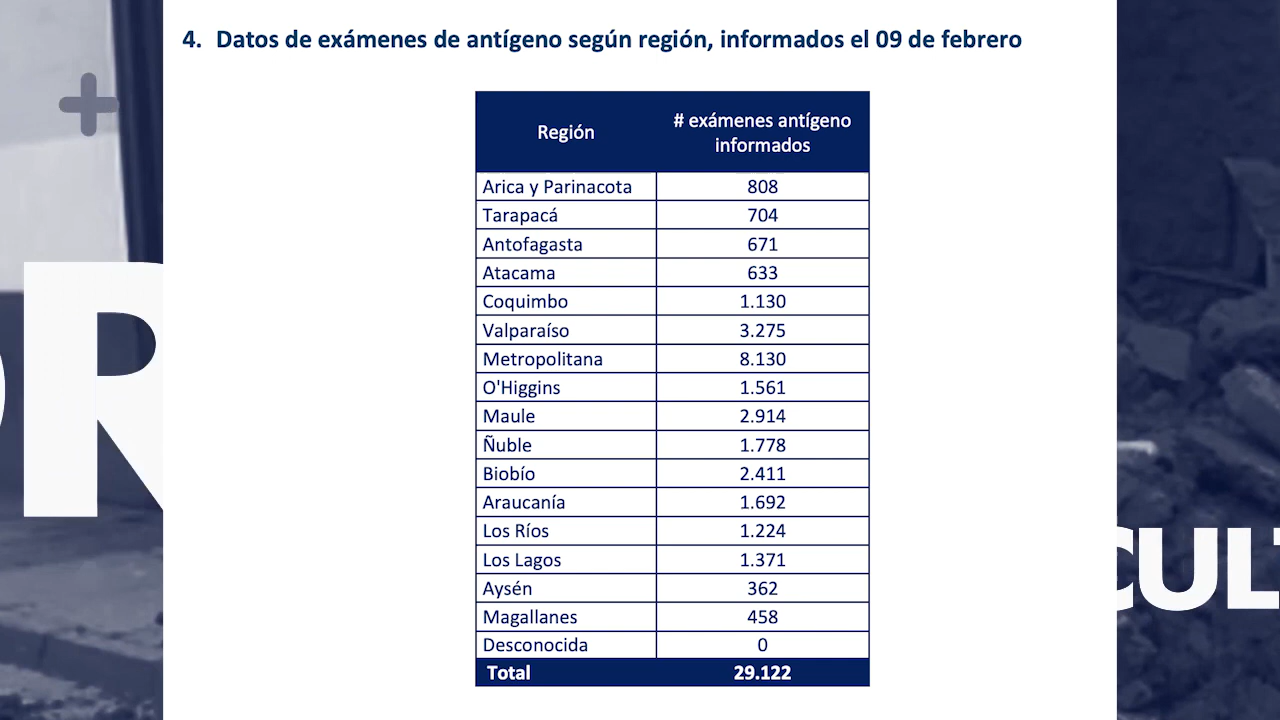 4. Datos de exámenes de antígeno según región, informados el 09 de febrero
Región # exámenes antígeno informados
Arica y Parinacota 808
Tarapacá 704
Antofagasta 671
Atacama 633
Coquimbo 1.130
Valparaíso 3.275
Metropolitana 8.130
O'Higgins 1.561
Maule 2.914
Ñuble 1.778
Biobío 2.411
Araucanía 1.692
Los Ríos 1.224
Los Lagos 1.371
Aysén 362
Magallanes 458
Desconocida 0
Total 29.122
R
CUL